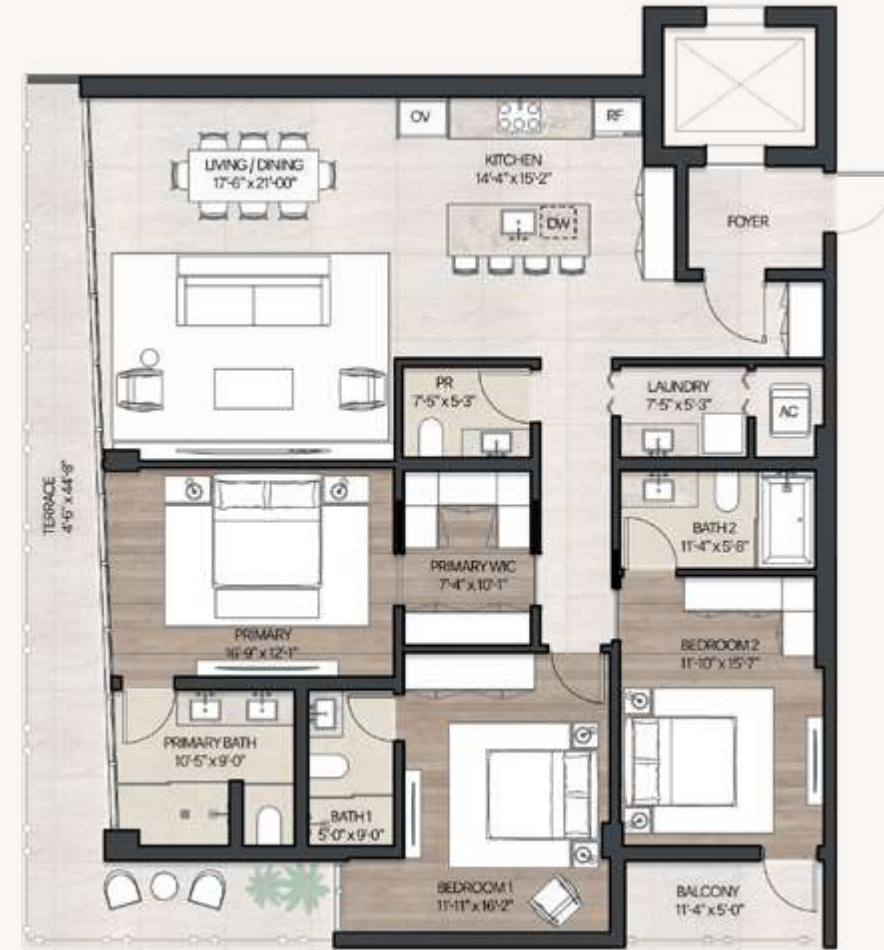 OV
RF
LIVING / DINING
17'-6" x 21'-00"
KITCHEN
14'-4" x 15'-2"
DW
FOYER
PR
7'-5" x 5'-3"
LAUNDRY
7'-5" x 5'-3"
AC
TERRACE
4'-6" x 44'-8"
BATH 2
11'-4" x 5'-8"
PRIMARY WIC
7'-4" x 10'-1"
PRIMARY
16'-9" x 12'-1"
BEDROOM 2
11'-10" x 15'-7"
PRIMARY BATH
10'-5" x 9'-0"
BATH 1
5'-0" x 9'-0"
BEDROOM 1
11'-11" x 16'-2"
BALCONY
11'-4" x 5'-0"